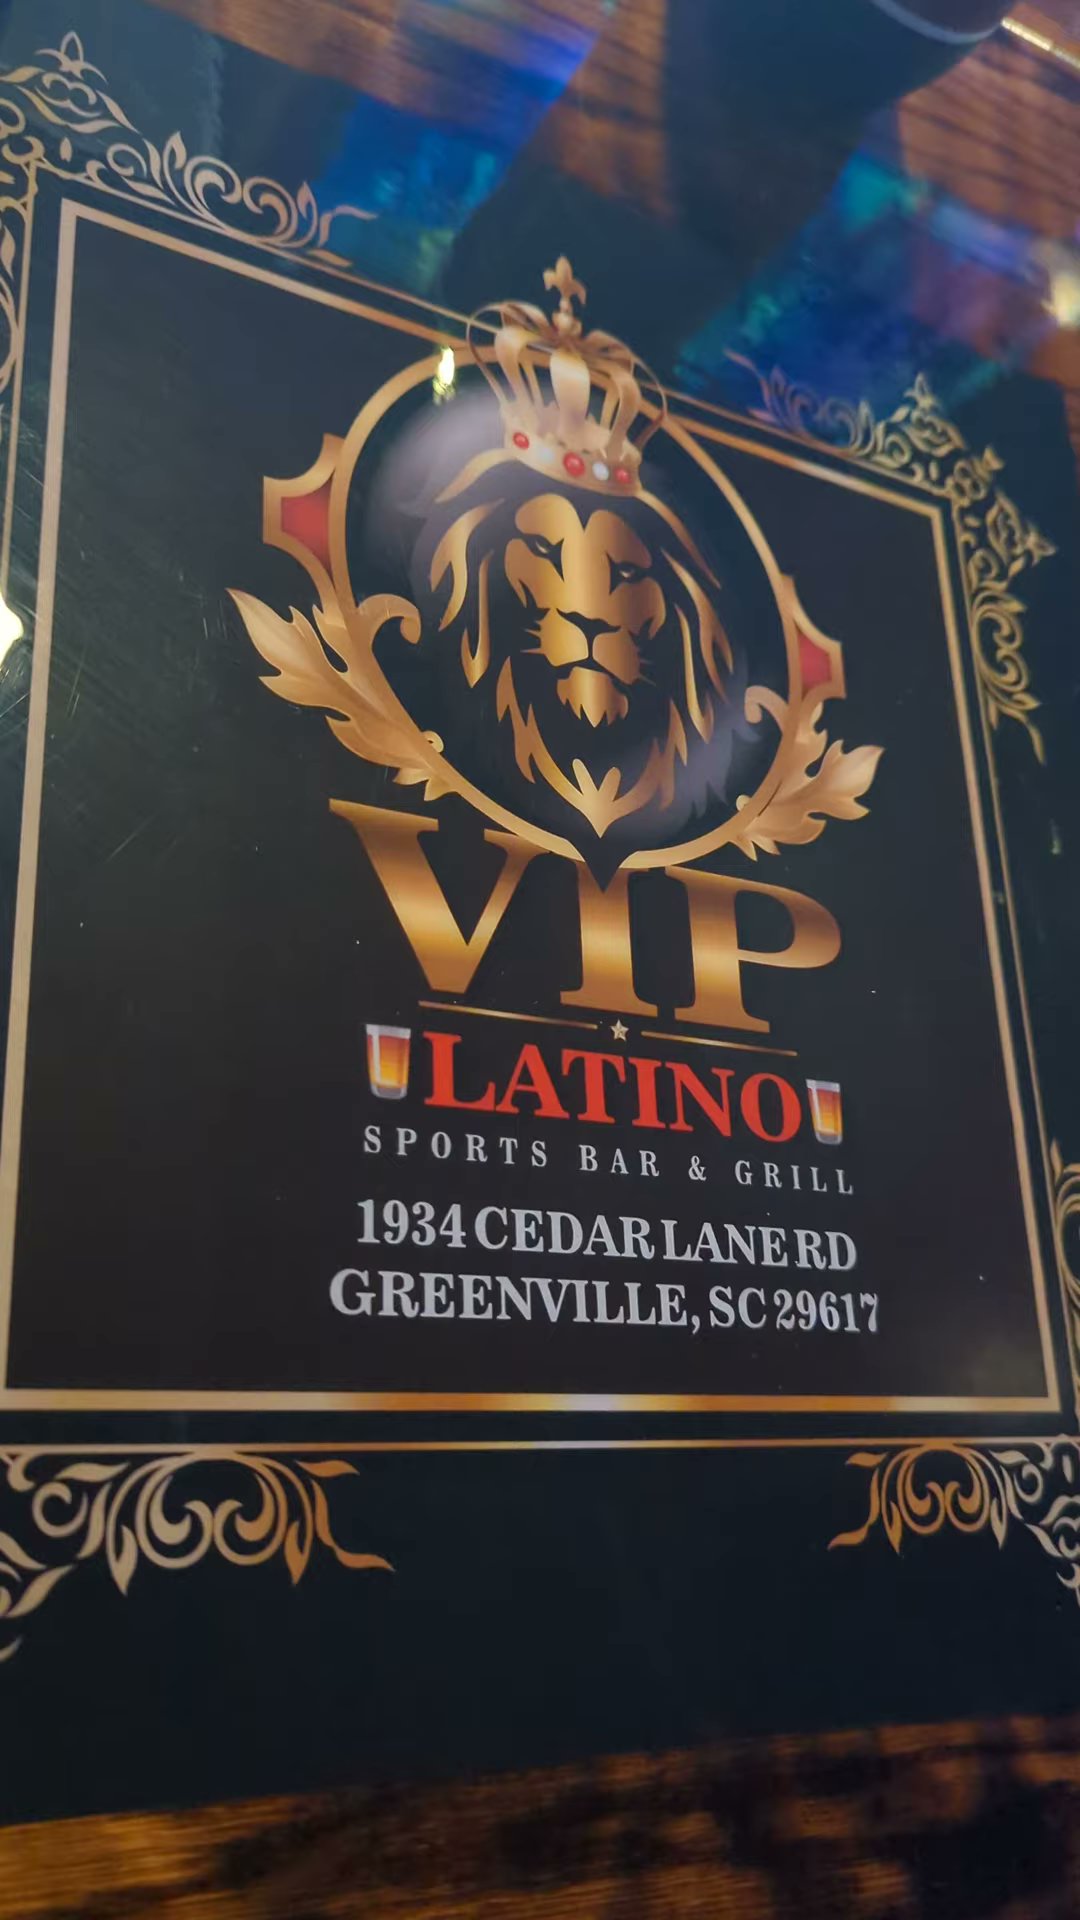 VIP
LATINO
SPORTS BAR & GRILL
1934 CEDAR LANE RD
GREENVILLE, SC 29617